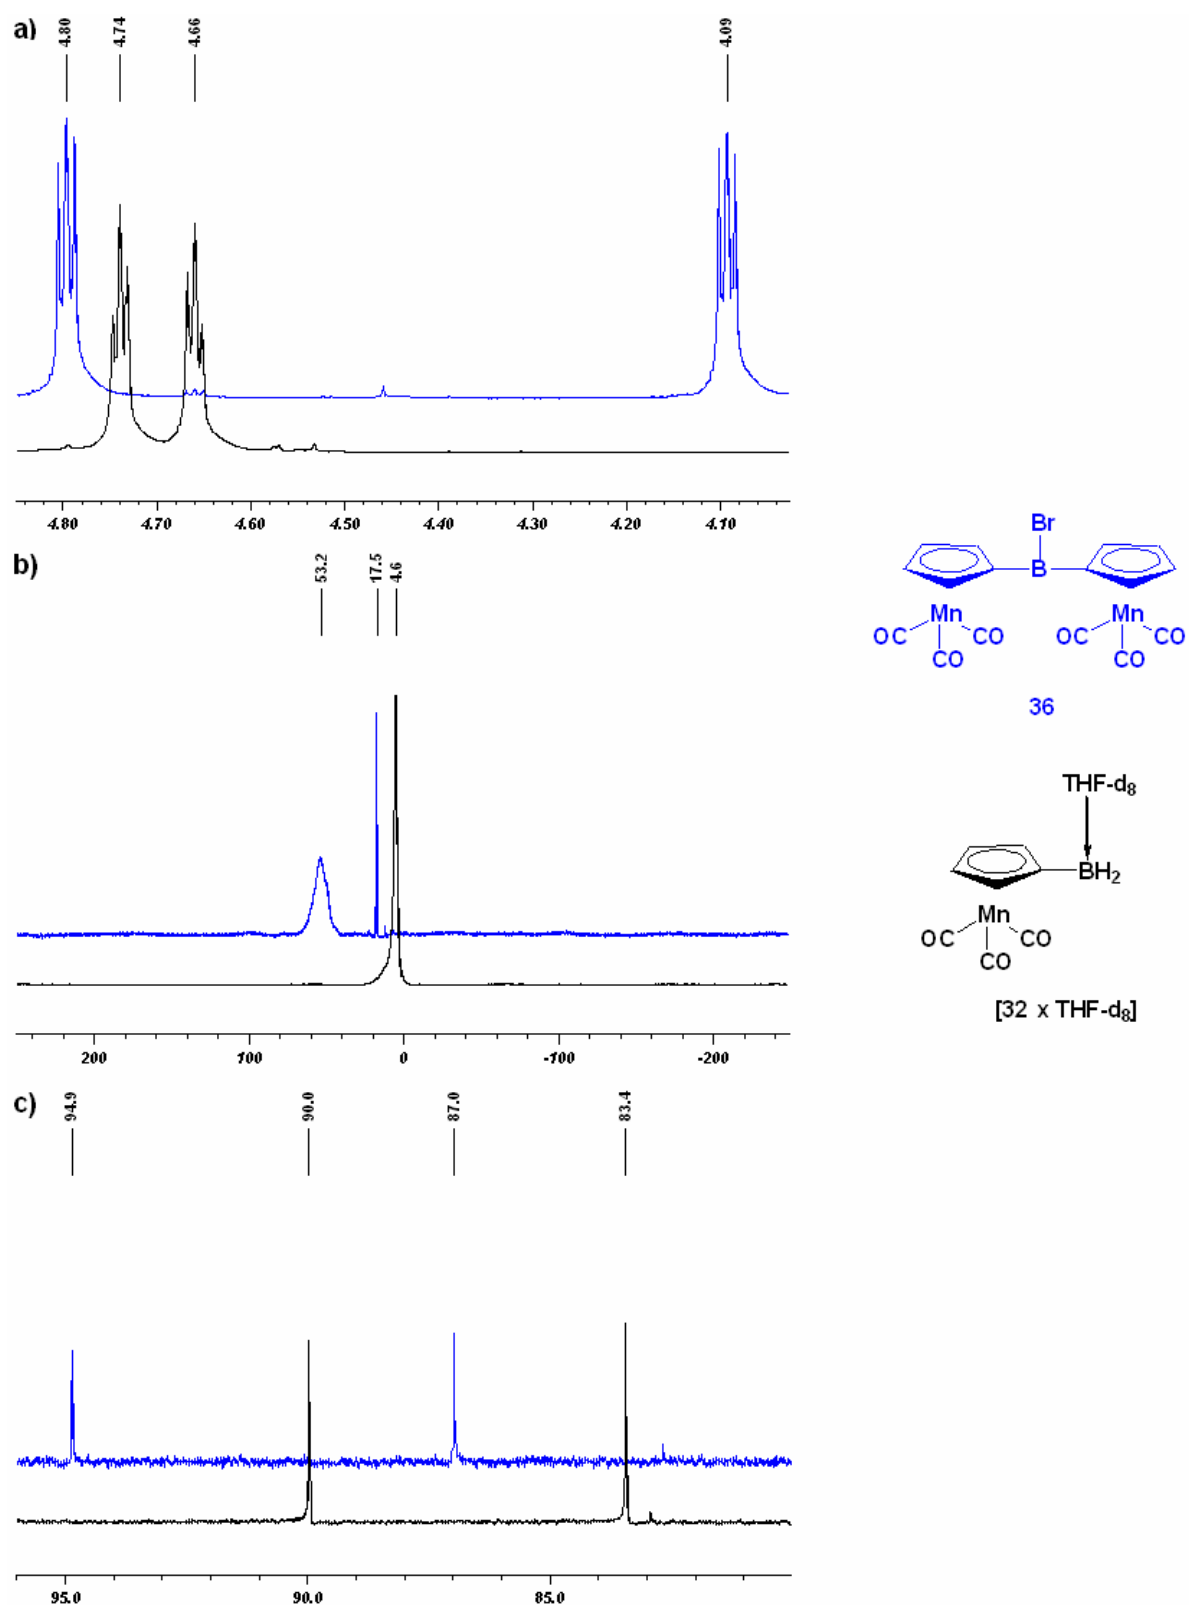 a)
4.80 4.74 4.66 4.09
4.80 4.70 4.60 4.50 4.40 4.30 4.20 4.10
b)
53.2 17.5 4.6
200 100 0 -100 -200
c)
94.9 90.0 87.0 83.4
95.0 90.0 85.0
Br
B
Mn Mn
OC CO OC CO
CO CO
36
THF-d₈
BH₂
Mn
OC CO
CO
[32 x THF-d₈]